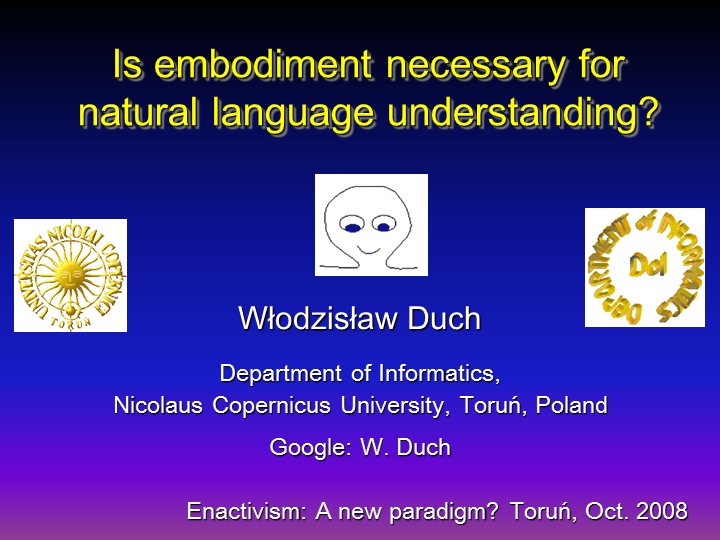 Is embodiment necessary for
natural language understanding?
UNIVERSITAS NICOLAI COPERNICI
TORUŃ
DEPARTMENT of INFORMATICS
DoI
Włodzisław Duch
Department of Informatics,
Nicolaus Copernicus University, Toruń, Poland
Google: W. Duch
Enactivism: A new paradigm? Toruń, Oct. 2008